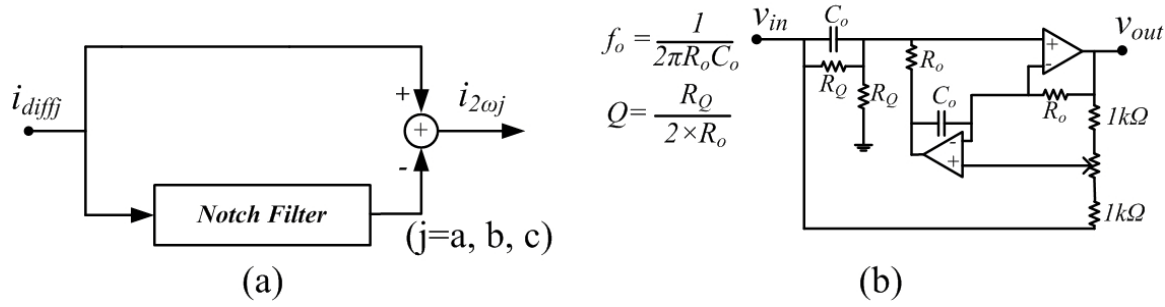 i_diffj
+
+
-
i_2ωj
Notch Filter
(j=a, b, c)
(a)
f_o = 1 / 2πR_oC_o
Q = R_Q / 2×R_o
v_in
C_o
R_Q
R_Q
R_o
C_o
+
-
v_out
R_o
-
+
1kΩ
1kΩ
(b)